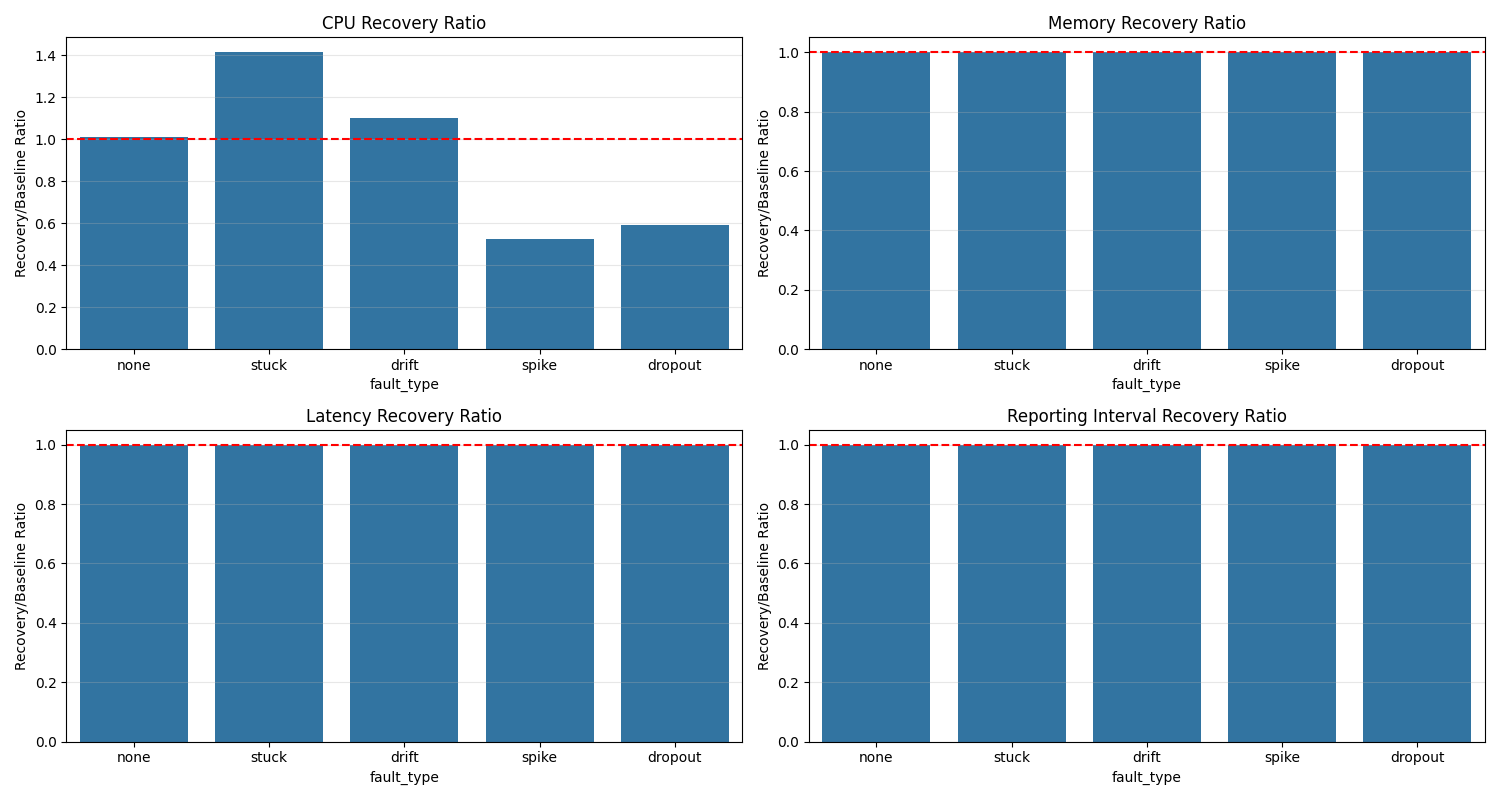 CPU Recovery Ratio
Recovery/Baseline Ratio
1.4
1.2
1.0
0.8
0.6
0.4
0.2
0.0
none stuck drift spike dropout
fault_type
Memory Recovery Ratio
Recovery/Baseline Ratio
1.0
0.8
0.6
0.4
0.2
0.0
none stuck drift spike dropout
fault_type
Latency Recovery Ratio
Recovery/Baseline Ratio
1.0
0.8
0.6
0.4
0.2
0.0
none stuck drift spike dropout
fault_type
Reporting Interval Recovery Ratio
Recovery/Baseline Ratio
1.0
0.8
0.6
0.4
0.2
0.0
none stuck drift spike dropout
fault_type